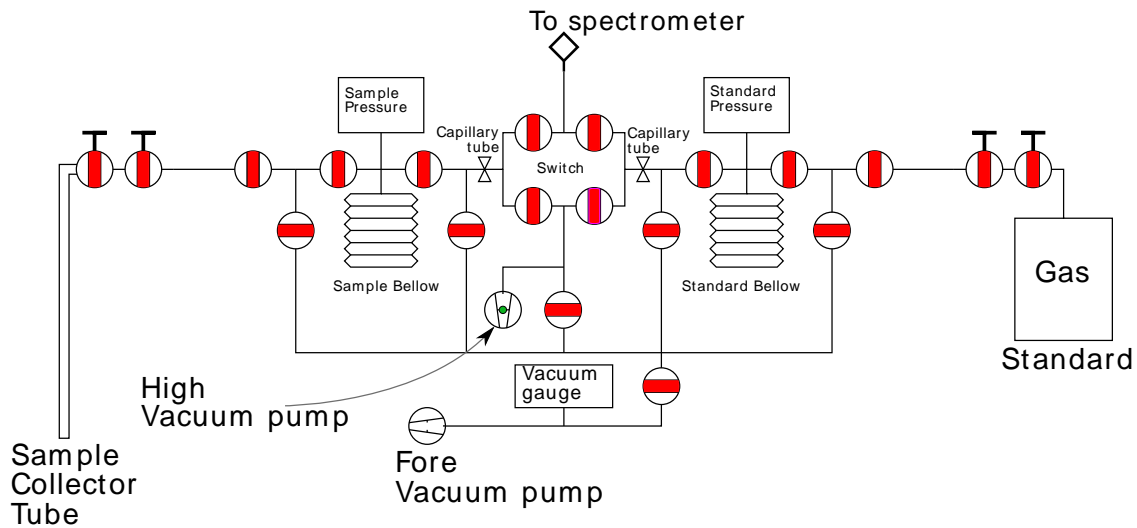 To spectrometer
Sample
Pressure
Standard
Pressure
Capillary
tube
Capillary
tube
Switch
Sample Bellow
Standard Bellow
Gas
Standard
Vacuum
gauge
High
Vacuum pump
Fore
Vacuum pump
Sample
Collector
Tube